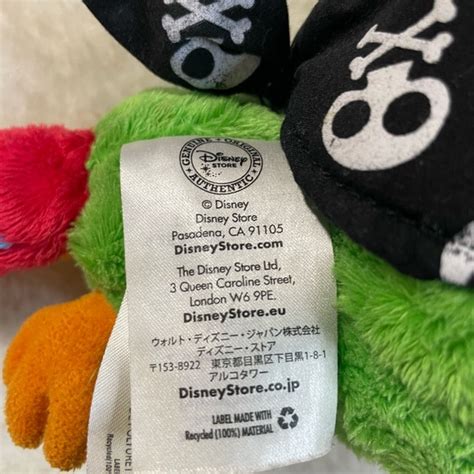 GENUINE • ORIGINAL
Disney
STORE
AUTHENTIC
© Disney
Disney Store
Pasadena, CA 91105
DisneyStore.com
The Disney Store Ltd,
3 Queen Caroline Street,
London W6 9PE.
DisneyStore.eu
ウォルト・ディズニー・ジャパン株式会社
ディズニー・ストア
〒153-8922 東京都目黒区下目黒1-8-1
アルコタワー
DisneyStore.co.jp
LABEL MADE WITH
(100% RECYCLED) MATERIAL